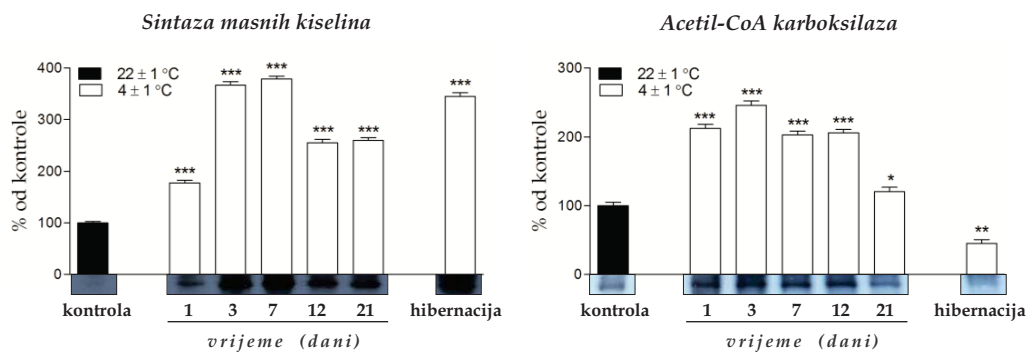 Sintaza masnih kiselina
400
300
200
100
0
% od kontrole
22 ± 1 °C
4 ± 1 °C
***
***
***
***
***
***
kontrola 1 3 7 12 21 hibernacija
vrijeme (dani)
Acetil-CoA karboksilaza
300
200
100
0
% od kontrole
22 ± 1 °C
4 ± 1 °C
***
***
***
***
*
**
kontrola 1 3 7 12 21 hibernacija
vrijeme (dani)